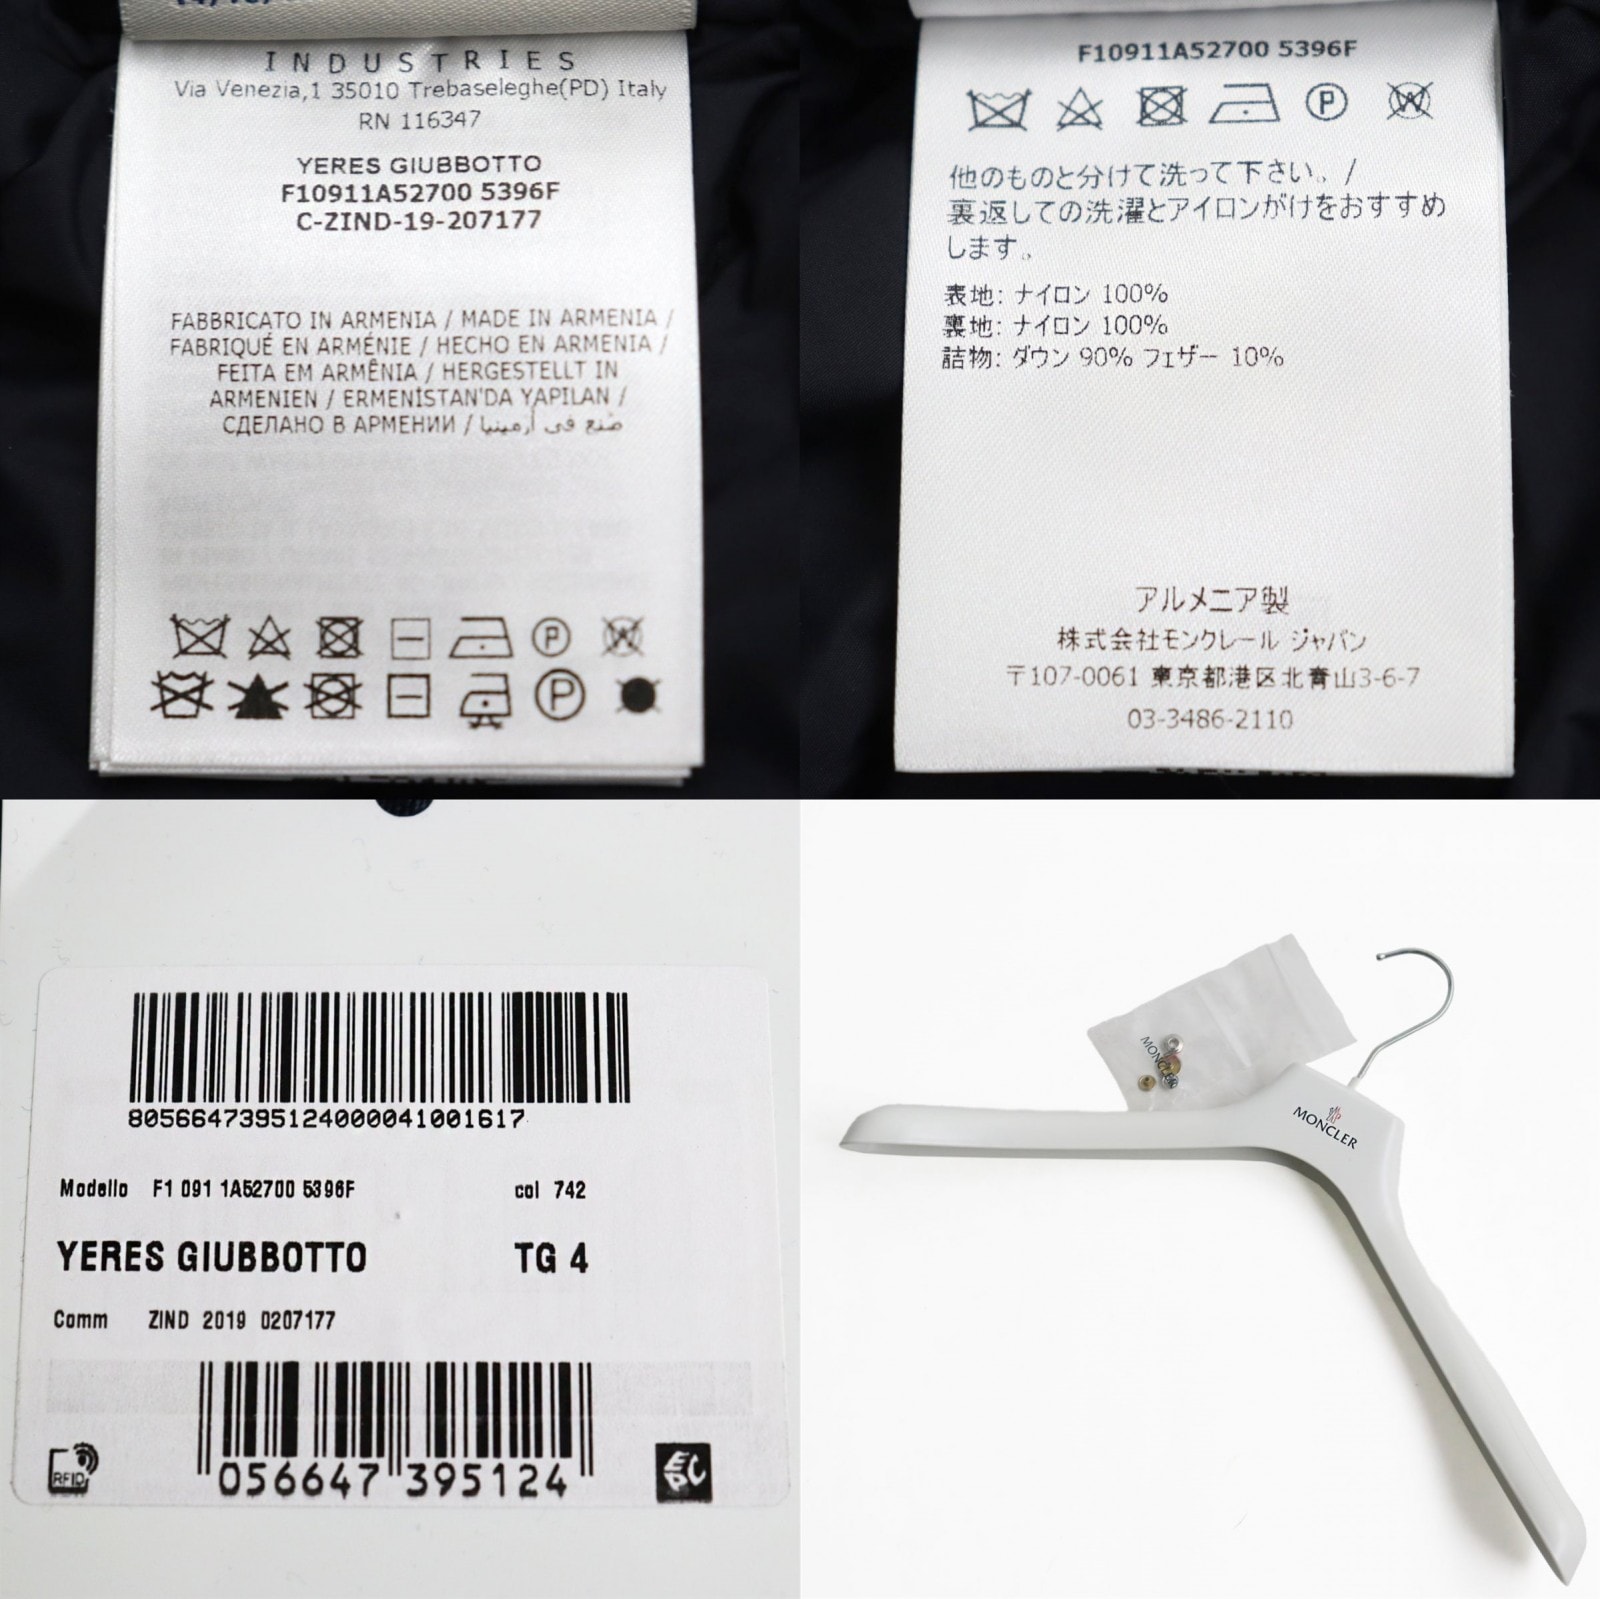 INDUSTRIES
Via Venezia,1 35010 Trebaseleghe(PD) Italy
RN 116347
YERES GIUBBOTTO
F10911A52700 5396F
C-ZIND-19-207177
FABBRICATO IN ARMENIA / MADE IN ARMENIA /
FABRIQUÉ EN ARMÉNIE / HECHO EN ARMENIA /
FEITA EM ARMÊNIA / HERGESTELLT IN
ARMENIEN / ERMENİSTAN'DA YAPILAN /
СДЕЛАНО В АРМЕНИИ / صنع في أرمينيا
P W
P
F10911A52700 5396F
P W
他のものと分けて洗って下さい。/
裏返しての洗濯とアイロンがけをおすすめ
します。
表地: ナイロン 100%
裏地: ナイロン 100%
詰物: ダウン 90% フェザー 10%
アルメニア製
株式会社モンクレール ジャパン
〒107-0061 東京都港区北青山3-6-7
03-3486-2110
8056647395124000041001617
Modello F1 091 1A52700 5396F col 742
YERES GIUBBOTTO TG 4
Comm ZIND 2019 0207177
056647 395124
RFID
EPC
MONCLER
MONCLER